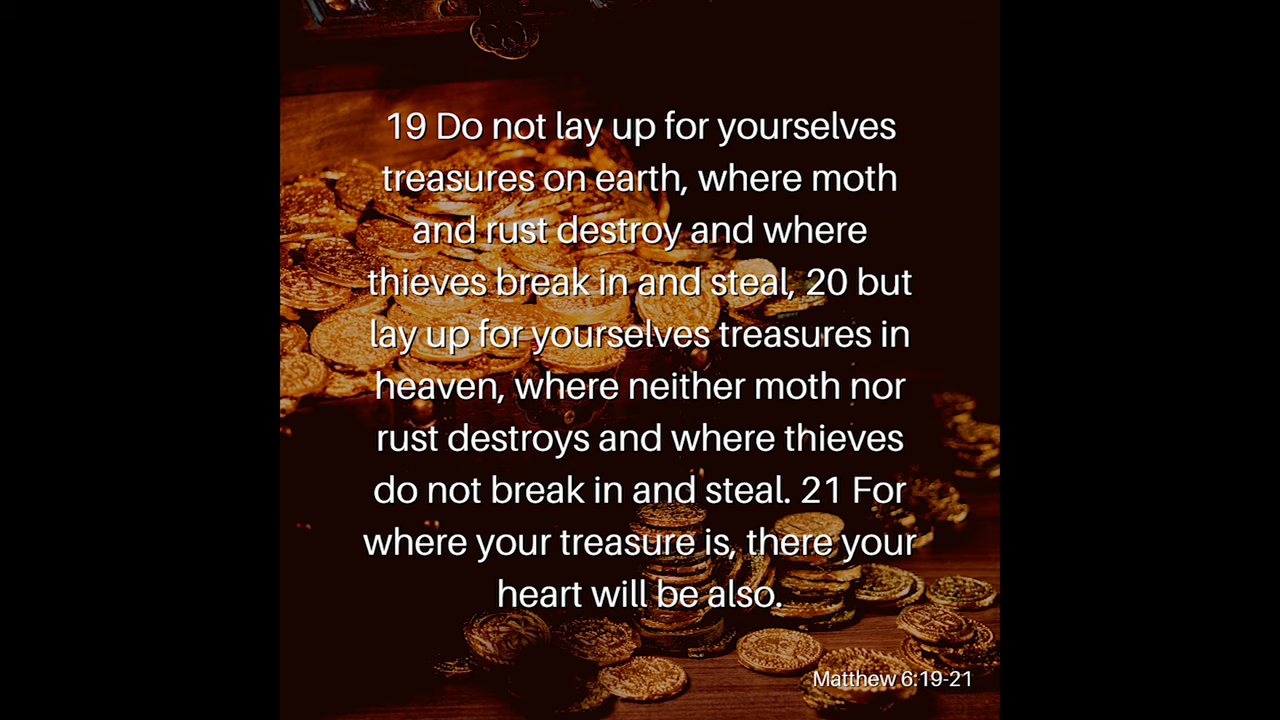 19 Do not lay up for yourselves
treasures on earth, where moth
and rust destroy and where
thieves break in and steal, 20 but
lay up for yourselves treasures in
heaven, where neither moth nor
rust destroys and where thieves
do not break in and steal. 21 For
where your treasure is, there your
heart will be also.
Matthew 6:19-21